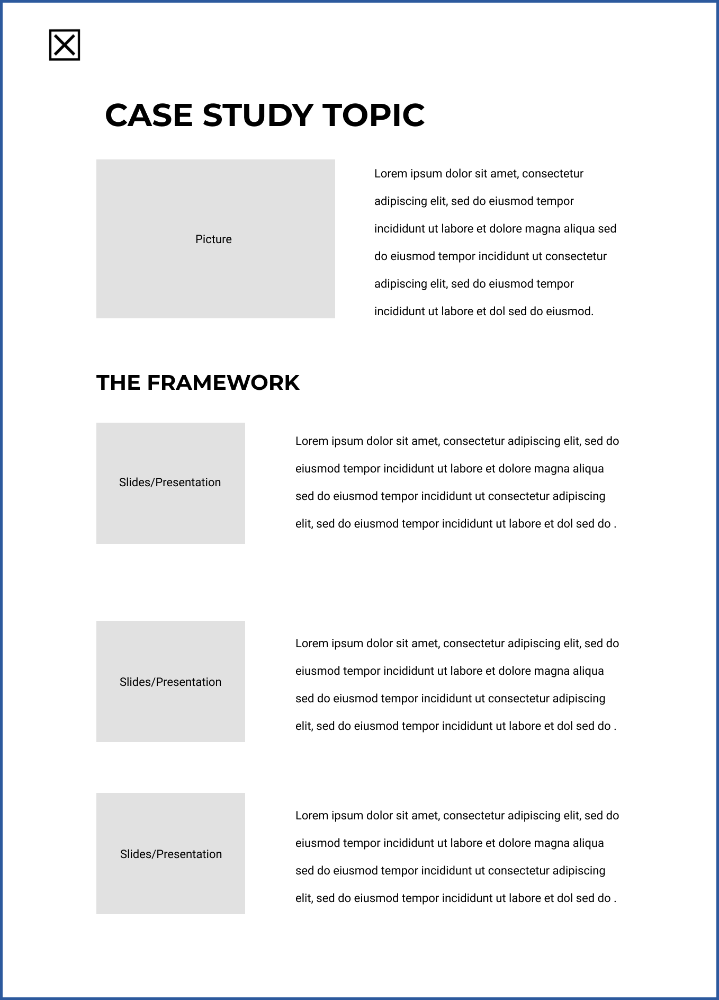 CASE STUDY TOPIC
Picture
Lorem ipsum dolor sit amet, consectetur
adipiscing elit, sed do eiusmod tempor
incididunt ut labore et dolore magna aliqua sed
do eiusmod tempor incididunt ut consectetur
adipiscing elit, sed do eiusmod tempor
incididunt ut labore et dol sed do eiusmod.
THE FRAMEWORK
Slides/Presentation
Lorem ipsum dolor sit amet, consectetur adipiscing elit, sed do
eiusmod tempor incididunt ut labore et dolore magna aliqua
sed do eiusmod tempor incididunt ut consectetur adipiscing
elit, sed do eiusmod tempor incididunt ut labore et dol sed do .
Slides/Presentation
Lorem ipsum dolor sit amet, consectetur adipiscing elit, sed do
eiusmod tempor incididunt ut labore et dolore magna aliqua
sed do eiusmod tempor incididunt ut consectetur adipiscing
elit, sed do eiusmod tempor incididunt ut labore et dol sed do .
Slides/Presentation
Lorem ipsum dolor sit amet, consectetur adipiscing elit, sed do
eiusmod tempor incididunt ut labore et dolore magna aliqua
sed do eiusmod tempor incididunt ut consectetur adipiscing
elit, sed do eiusmod tempor incididunt ut labore et dol sed do .